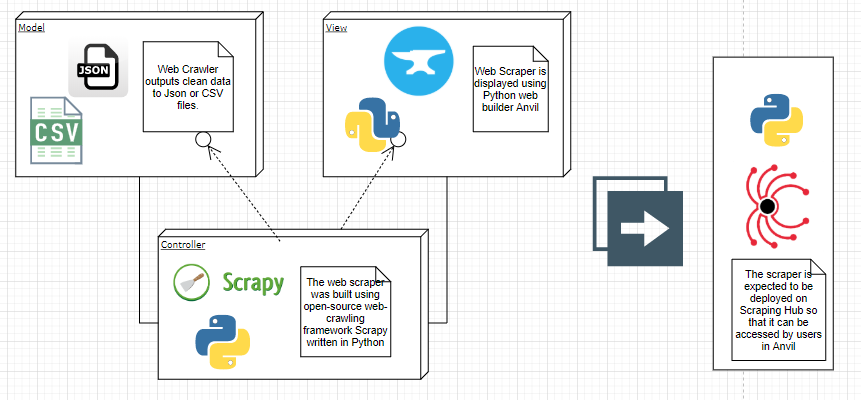 Model
JSON
CSV
Web Crawler
outputs clean data
to Json or CSV
files.
View
Web Scraper is
displayed using
Python web
builder Anvil
Controller
Scrapy
The web scraper
was built using
open-source web-
crawling
framework Scrapy
written in Python
The scraper is
expected to be
deployed on
Scraping Hub so
that it can be
accessed by users
in Anvil